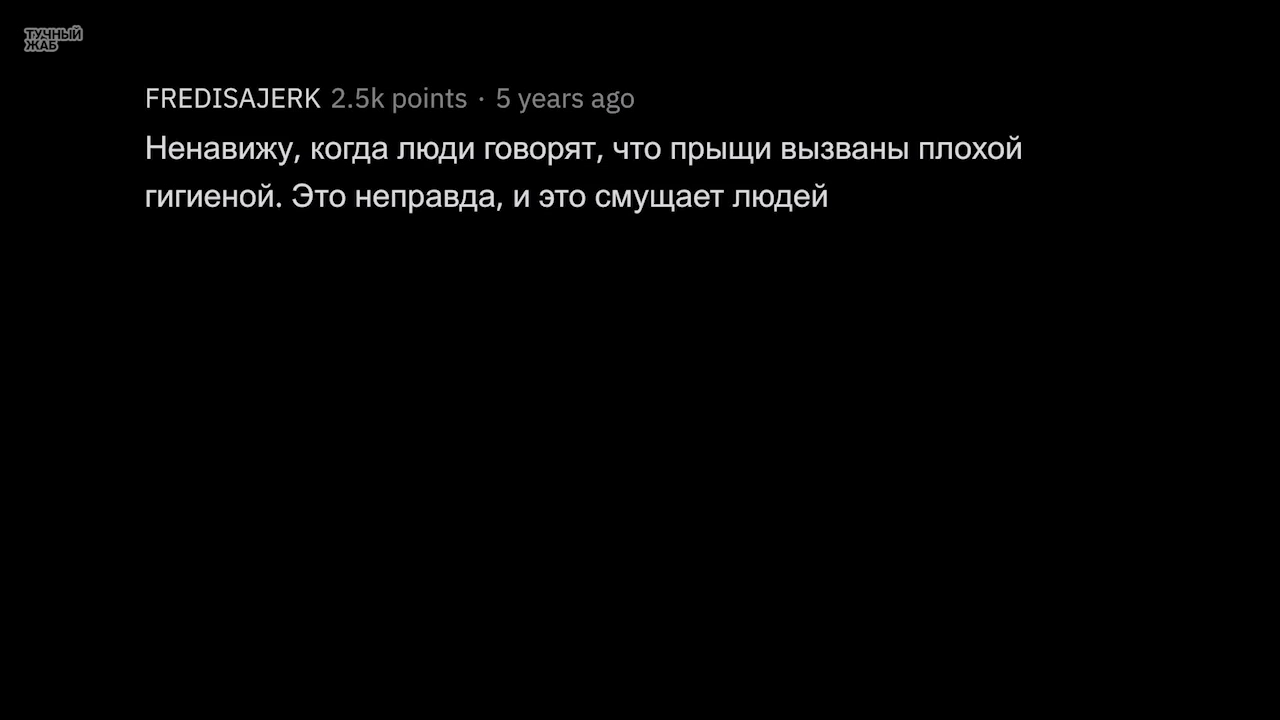 ТУЧНЫЙ
ЖАБ
FREDISAJERK 2.5k points · 5 years ago
Ненавижу, когда люди говорят, что прыщи вызваны плохой
гигиеной. Это неправда, и это смущает людей